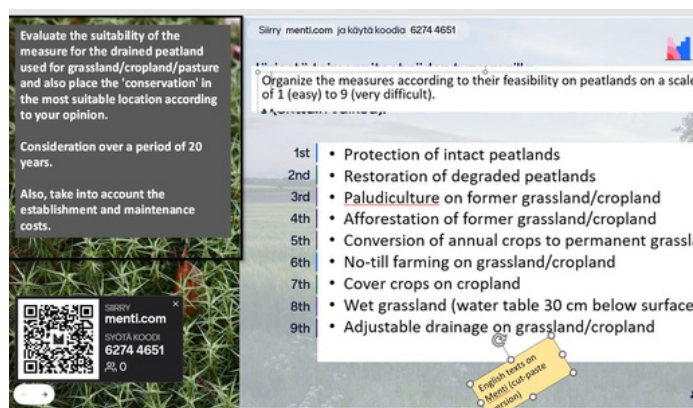 Evaluate the suitability of the
measure for the drained peatland
used for grassland/cropland/pasture
and also place the 'conservation' in
the most suitable location according
to your opinion.
Consideration over a period of 20
years.
Also, take into account the
establishment and maintenance
costs.
SIIRRY
menti.com
SYÖTÄ KOODI
6274 4651
0
Siirry menti.com ja käytä koodia 6274 4651
Organize the measures according to their feasibility on peatlands on a scale
of 1 (easy) to 9 (very difficult).
1st • Protection of intact peatlands
2nd • Restoration of degraded peatlands
3rd • Paludiculture on former grassland/cropland
4th • Afforestation of former grassland/cropland
5th • Conversion of annual crops to permanent grassl
6th • No-till farming on grassland/cropland
7th • Cover crops on cropland
8th • Wet grassland (water table 30 cm below surface
9th • Adjustable drainage on grassland/cropland
English texts on
Menti (cut-paste
version)